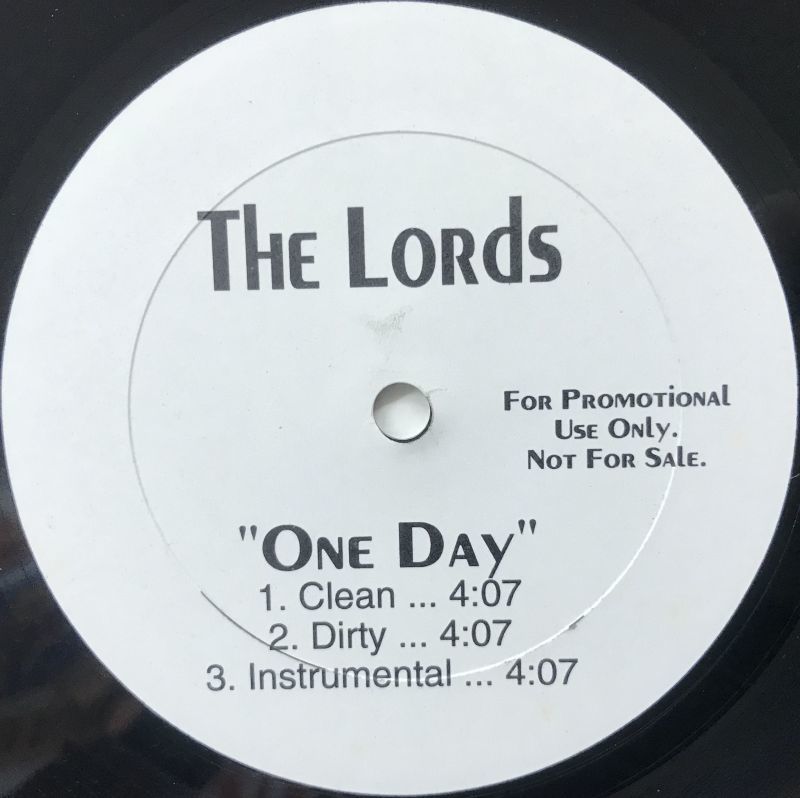 The Lords
For Promotional
Use Only.
Not For Sale.
"One Day"
1. Clean ... 4:07
2. Dirty ... 4:07
3. Instrumental ... 4:07